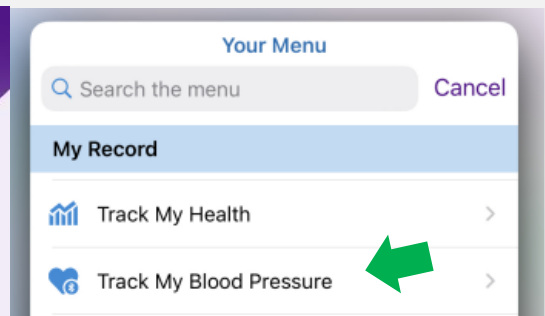 Your Menu
Search the menu Cancel
My Record
Track My Health
Track My Blood Pressure